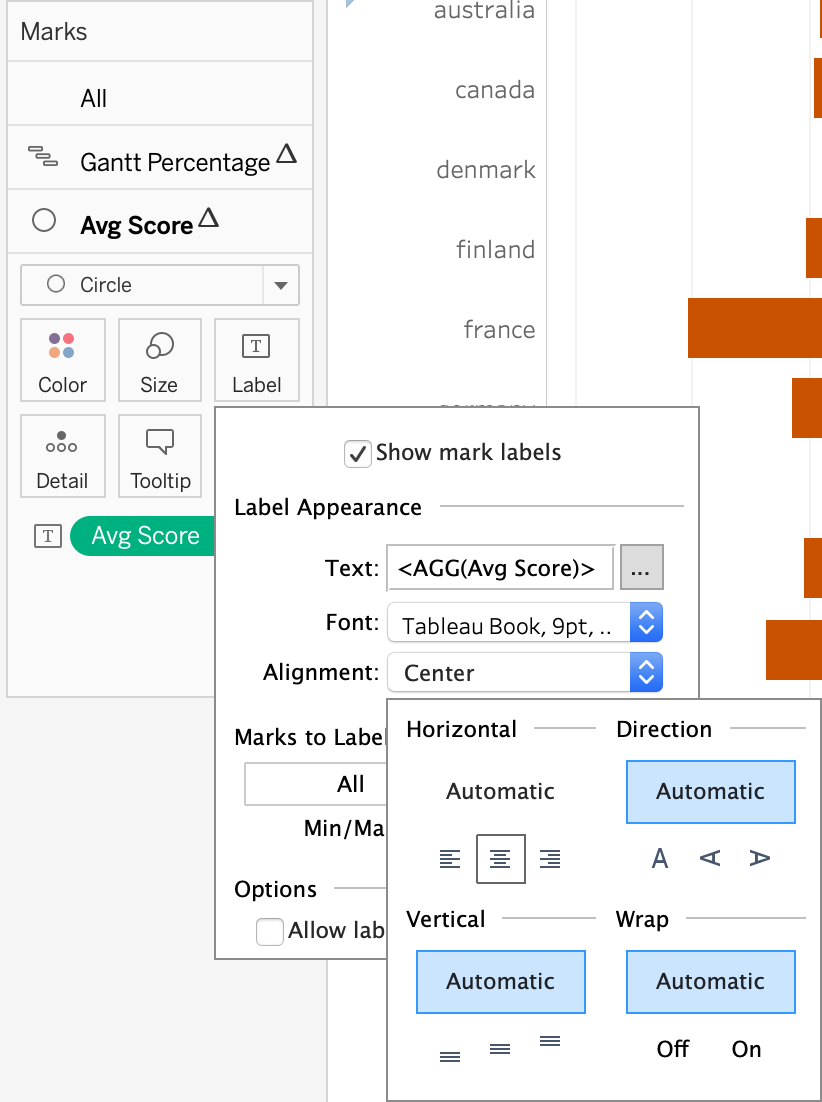 Marks
All
Gantt Percentage Δ
Avg Score Δ
Circle
Color
Size
T
Label
Detail
Tooltip
T
Avg Score
australia
canada
denmark
finland
france
Show mark labels
Label Appearance
Text:
<AGG(Avg Score)>
...
Font:
Tableau Book, 9pt, ..
Alignment:
Center
Marks to Label
All
Min/Ma
Options
Allow lab
Horizontal
Automatic
Direction
Automatic
A
A
A
Vertical
Automatic
Wrap
Automatic
Off
On